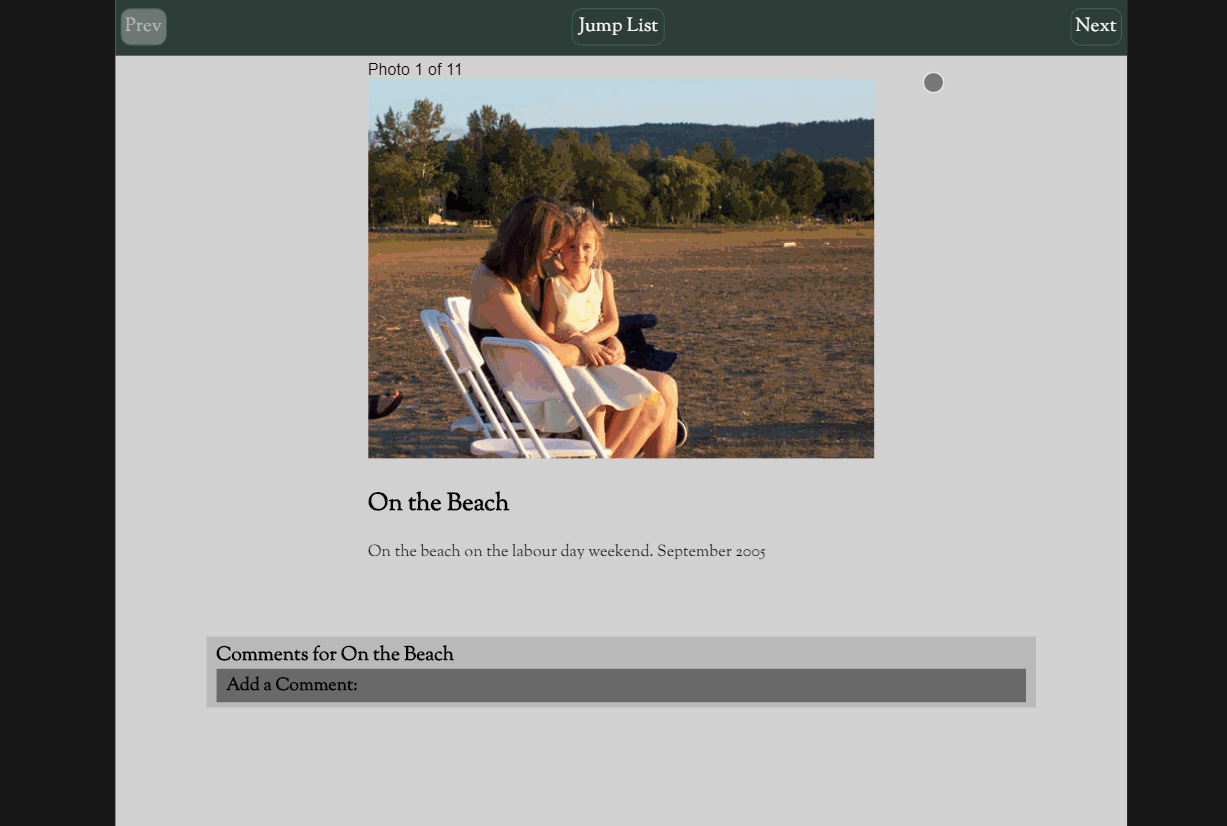 Prev
Jump List
Next
Photo 1 of 11
On the Beach
On the beach on the labour day weekend. September 2005
Comments for On the Beach
Add a Comment: